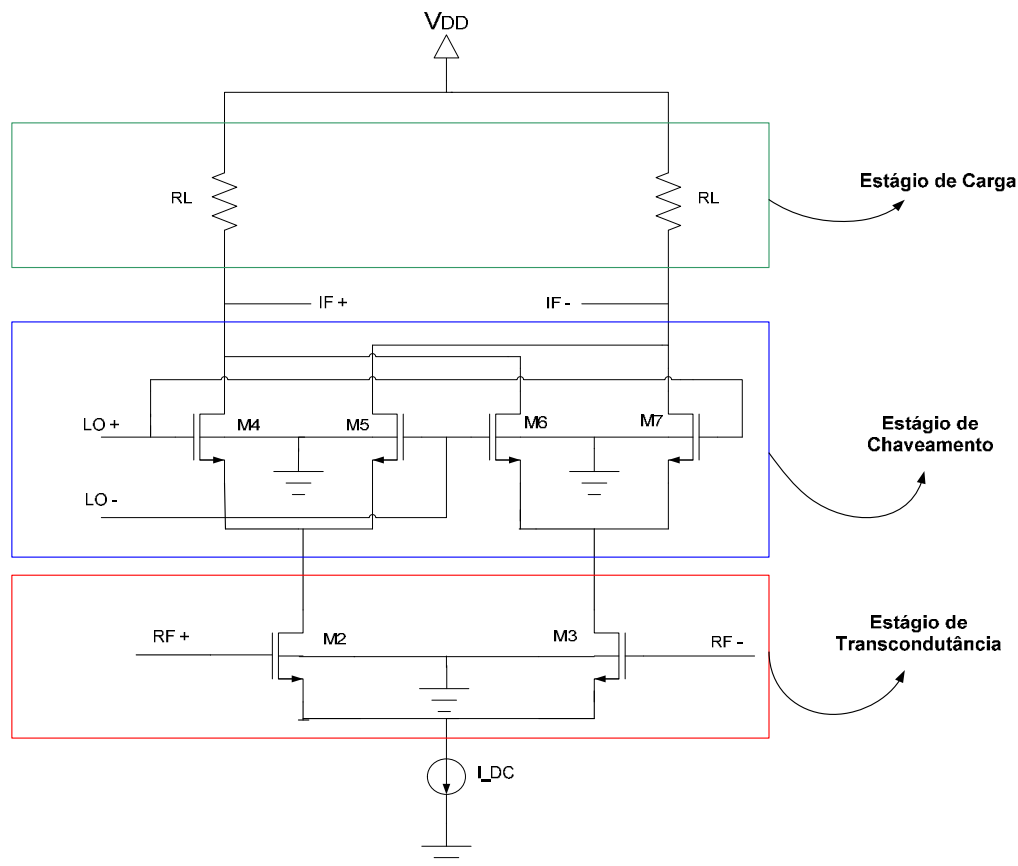 VDD
RL
RL
Estágio de Carga
IF +
IF -
LO +
M4
M5
M6
M7
Estágio de
Chaveamento
LO -
RF +
M2
M3
RF -
Estágio de
Transcondutância
I_DC